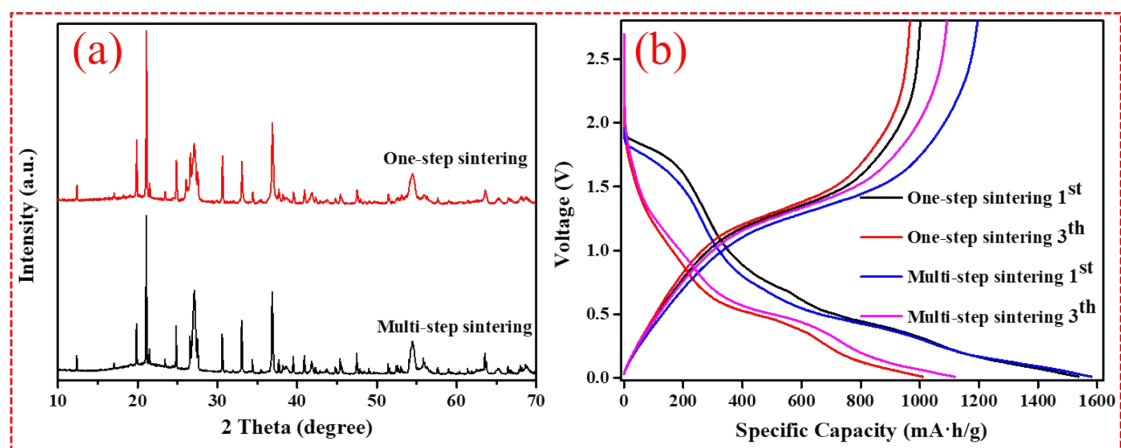 (a)
Intensity (a.u.)
One-step sintering
Multi-step sintering
10 20 30 40 50 60 70
2 Theta (degree)
(b)
Voltage (V)
2.5
2.0
1.5
1.0
0.5
0.0
One-step sintering 1st
One-step sintering 3th
Multi-step sintering 1st
Multi-step sintering 3th
0 200 400 600 800 1000 1200 1400 1600
Specific Capacity (mA·h/g)